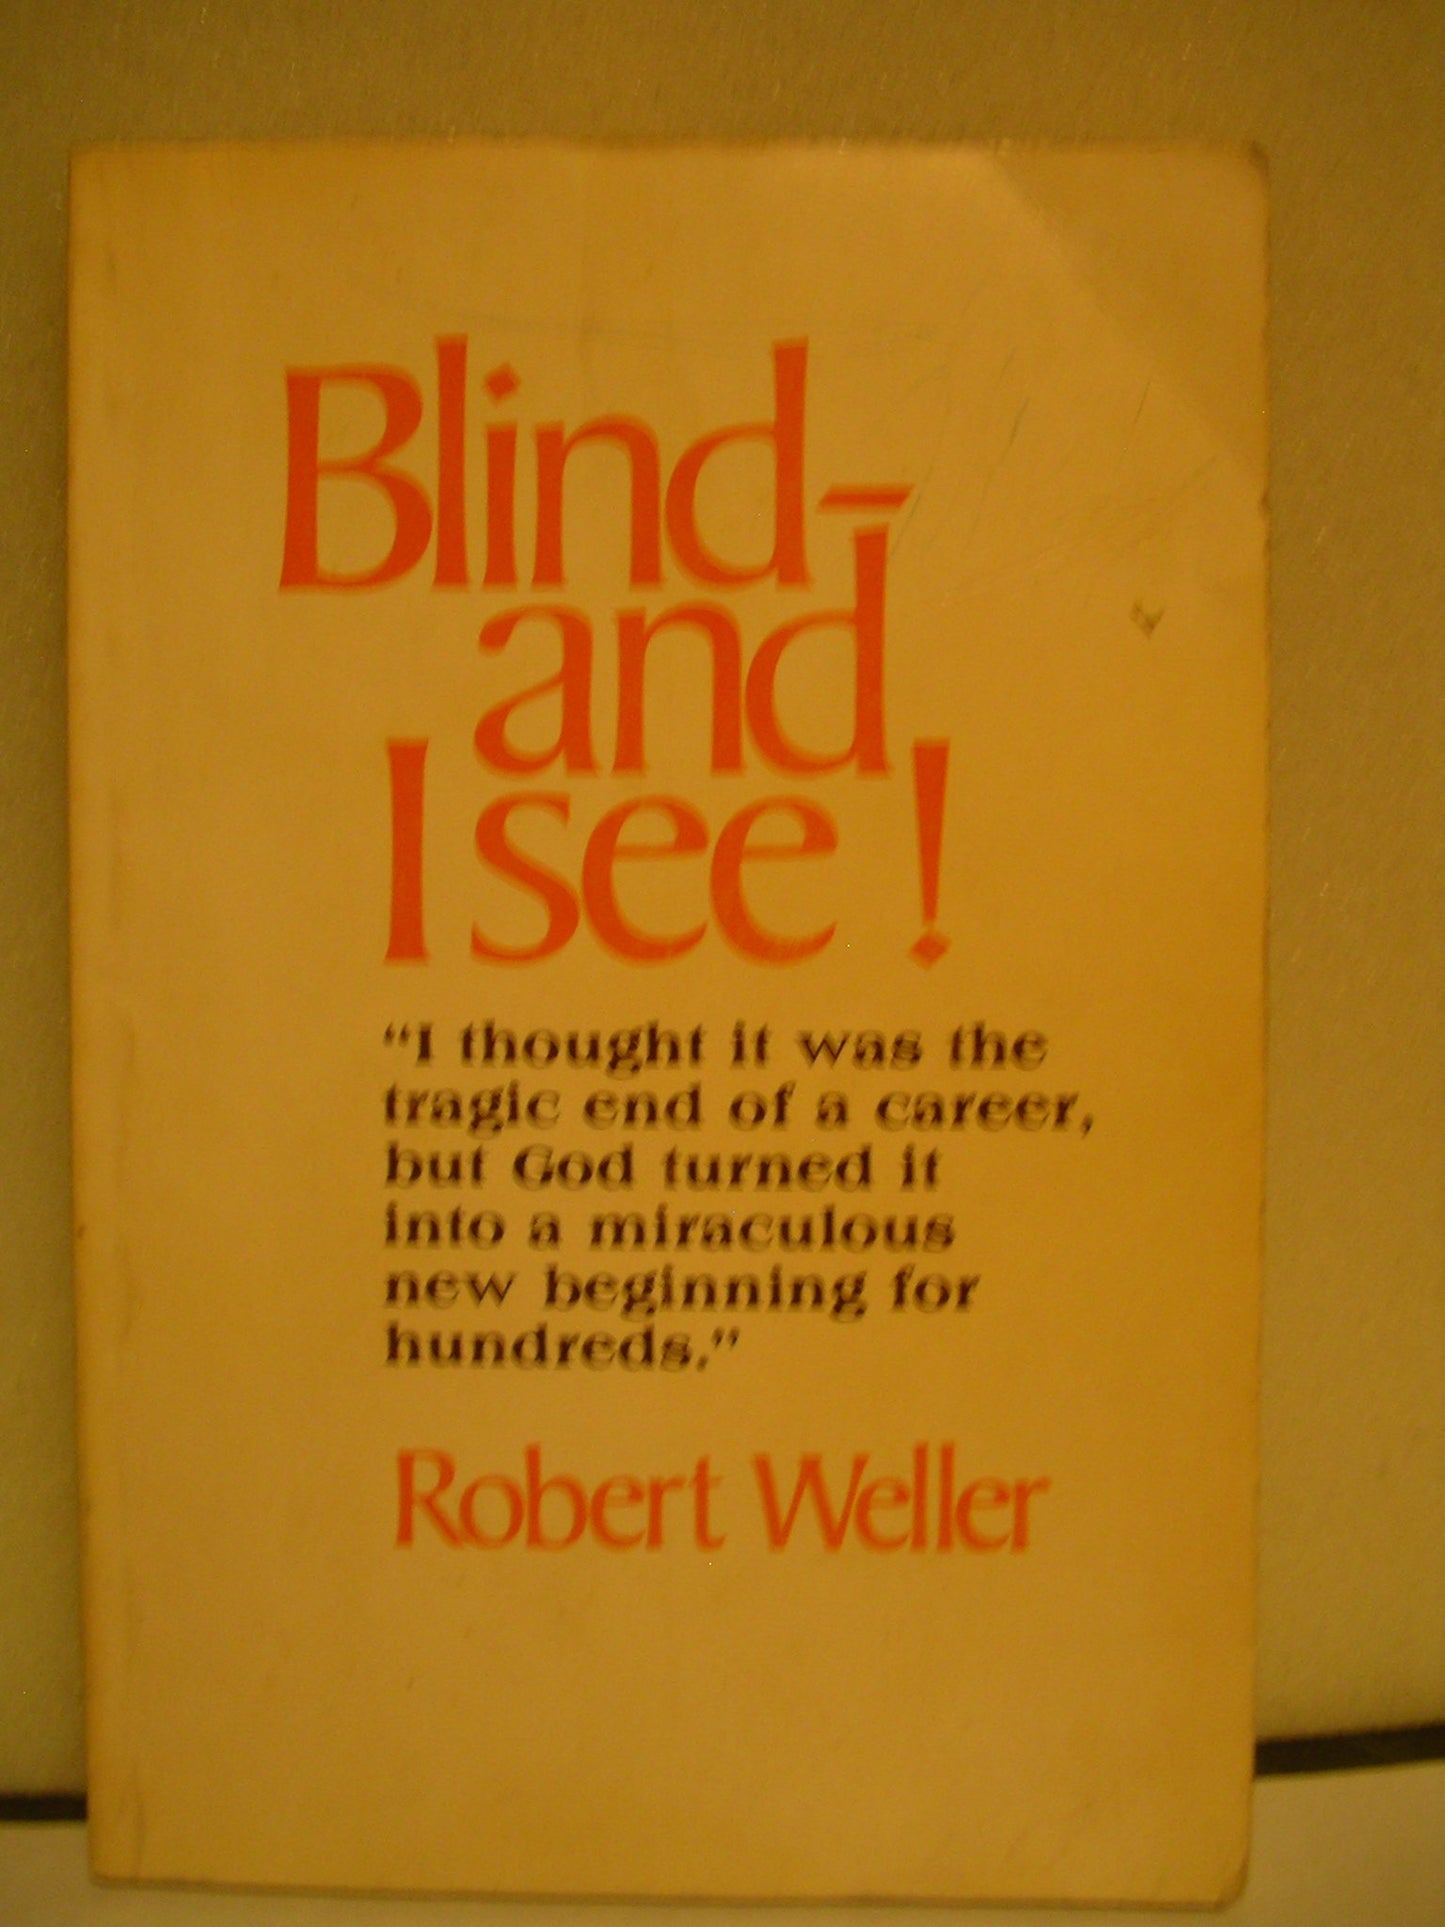 Blind–
and
I see!
“I thought it was the
tragic end of a career,
but God turned it
into a miraculous
new beginning for
hundreds.”
Robert Weller